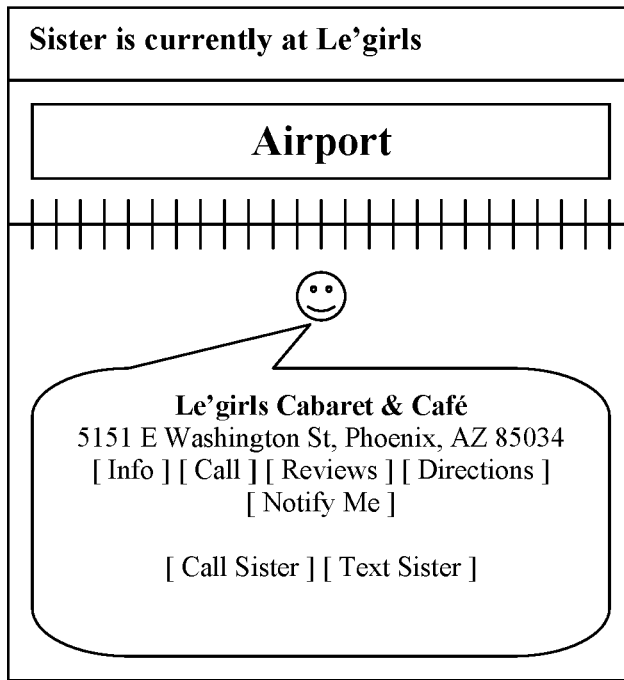 Sister is currently at Le’girls
Airport
Le’girls Cabaret & Café
5151 E Washington St, Phoenix, AZ 85034
[ Info ] [ Call ] [ Reviews ] [ Directions ]
[ Notify Me ]
[ Call Sister ] [ Text Sister ]